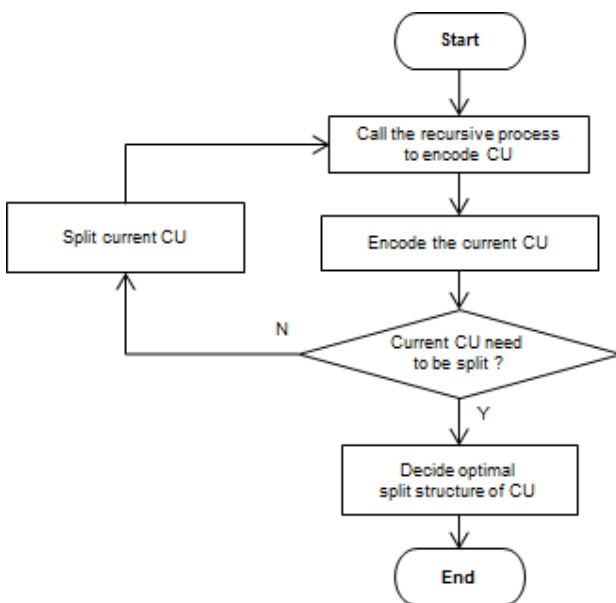 Start
Call the recursive process
to encode CU
Split current CU
Encode the current CU
N
Current CU need
to be split ?
Y
Decide optimal
split structure of CU
End